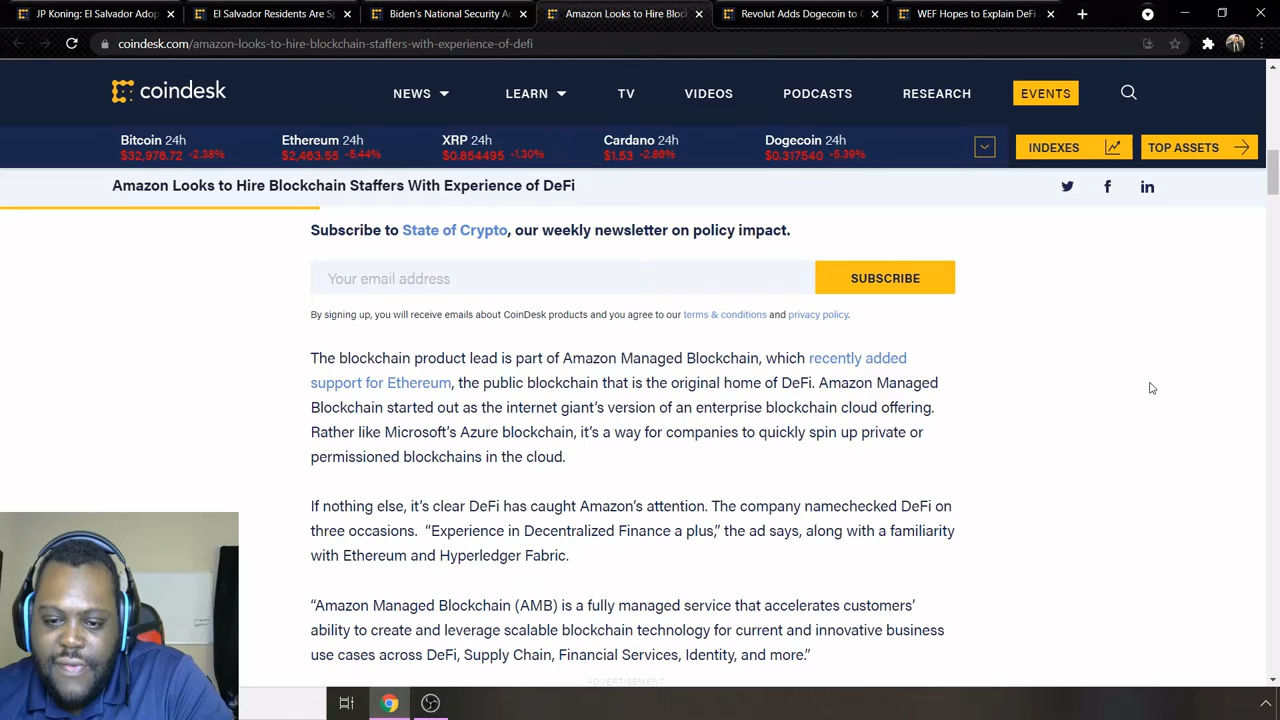 JP Koning: El Salvador Adop
El Salvador Residents Are Sp
Biden's National Security A
Amazon Looks to Hire Bloc
Revolut Adds Dogecoin to
WEF Hopes to Explain DeFi
coindesk.com/amazon-looks-to-hire-blockchain-staffers-with-experience-of-defi
coindesk
NEWS
LEARN
TV
VIDEOS
PODCASTS
RESEARCH
EVENTS
Bitcoin 24h
$32,976.72 -2.38%
Ethereum 24h
$2,463.55 -5.44%
XRP 24h
$0.854495 -1.30%
Cardano 24h
$1.53 -2.86%
Dogecoin 24h
$0.317540 -5.39%
INDEXES
TOP ASSETS
Amazon Looks to Hire Blockchain Staffers With Experience of DeFi
Subscribe to State of Crypto, our weekly newsletter on policy impact.
Your email address
SUBSCRIBE
By signing up, you will receive emails about CoinDesk products and you agree to our terms & conditions and privacy policy.
The blockchain product lead is part of Amazon Managed Blockchain, which recently added
support for Ethereum, the public blockchain that is the original home of DeFi. Amazon Managed
Blockchain started out as the internet giant's version of an enterprise blockchain cloud offering.
Rather like Microsoft's Azure blockchain, it's a way for companies to quickly spin up private or
permissioned blockchains in the cloud.
If nothing else, it's clear DeFi has caught Amazon's attention. The company namechecked DeFi on
three occasions. “Experience in Decentralized Finance a plus,” the ad says, along with a familiarity
with Ethereum and Hyperledger Fabric.
“Amazon Managed Blockchain (AMB) is a fully managed service that accelerates customers’
ability to create and leverage scalable blockchain technology for current and innovative business
use cases across DeFi, Supply Chain, Financial Services, Identity, and more.”
ADVERTISEMENT